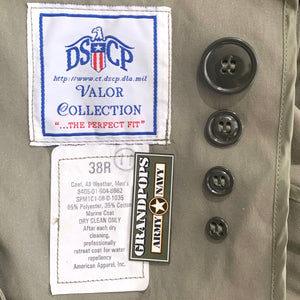 DSCP
http://www.ct.dscp.dla.mil
VALOR
COLLECTION
"...THE PERFECT FIT"
38R
Coat, All Weather, Men's
8405-01-504-8862
SPM1C1-08-D-1035
65% Polyester, 35% Cotton
Marine Coat
DRY CLEAN ONLY
After each dry
cleaning,
professionally
retreat coat for water
repellency
American Apparel, Inc.
GRANDPOPS
ARMY NAVY